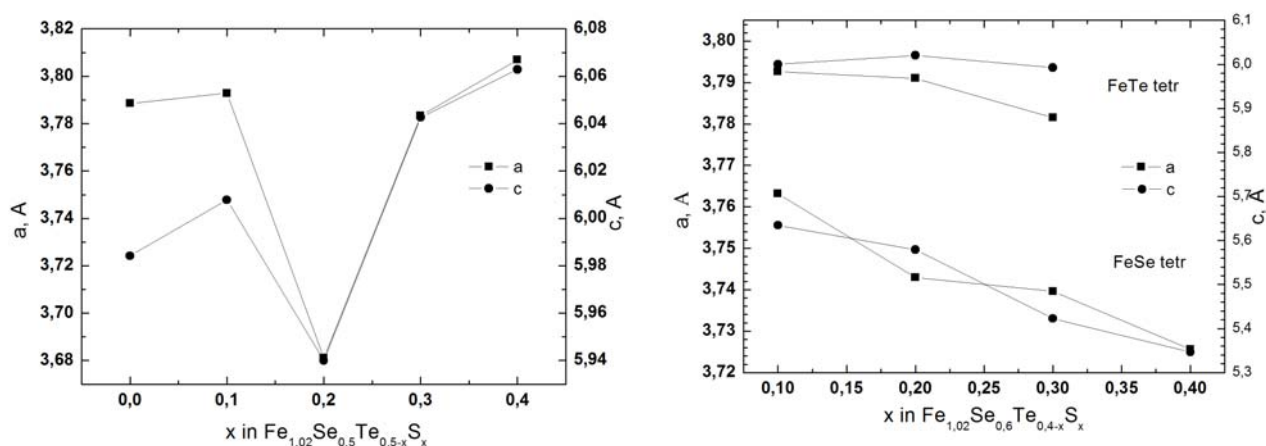 3,82
3,80
3,78
3,76
3,74
3,72
3,70
3,68
a, A
6,08
6,06
6,04
6,02
6,00
5,98
5,96
5,94
c, A
a
c
0,0 0,1 0,2 0,3 0,4
x in Fe1,02Se0,5Te0,5-xSx
3,80
3,79
3,78
3,77
3,76
3,75
3,74
3,73
3,72
a, A
6,1
6,0
5,9
5,8
5,7
5,6
5,5
5,4
5,3
c, A
FeTe tetr
a
c
FeSe tetr
0,10 0,15 0,20 0,25 0,30 0,35 0,40
x in Fe1,02Se0,6Te0,4-xSx